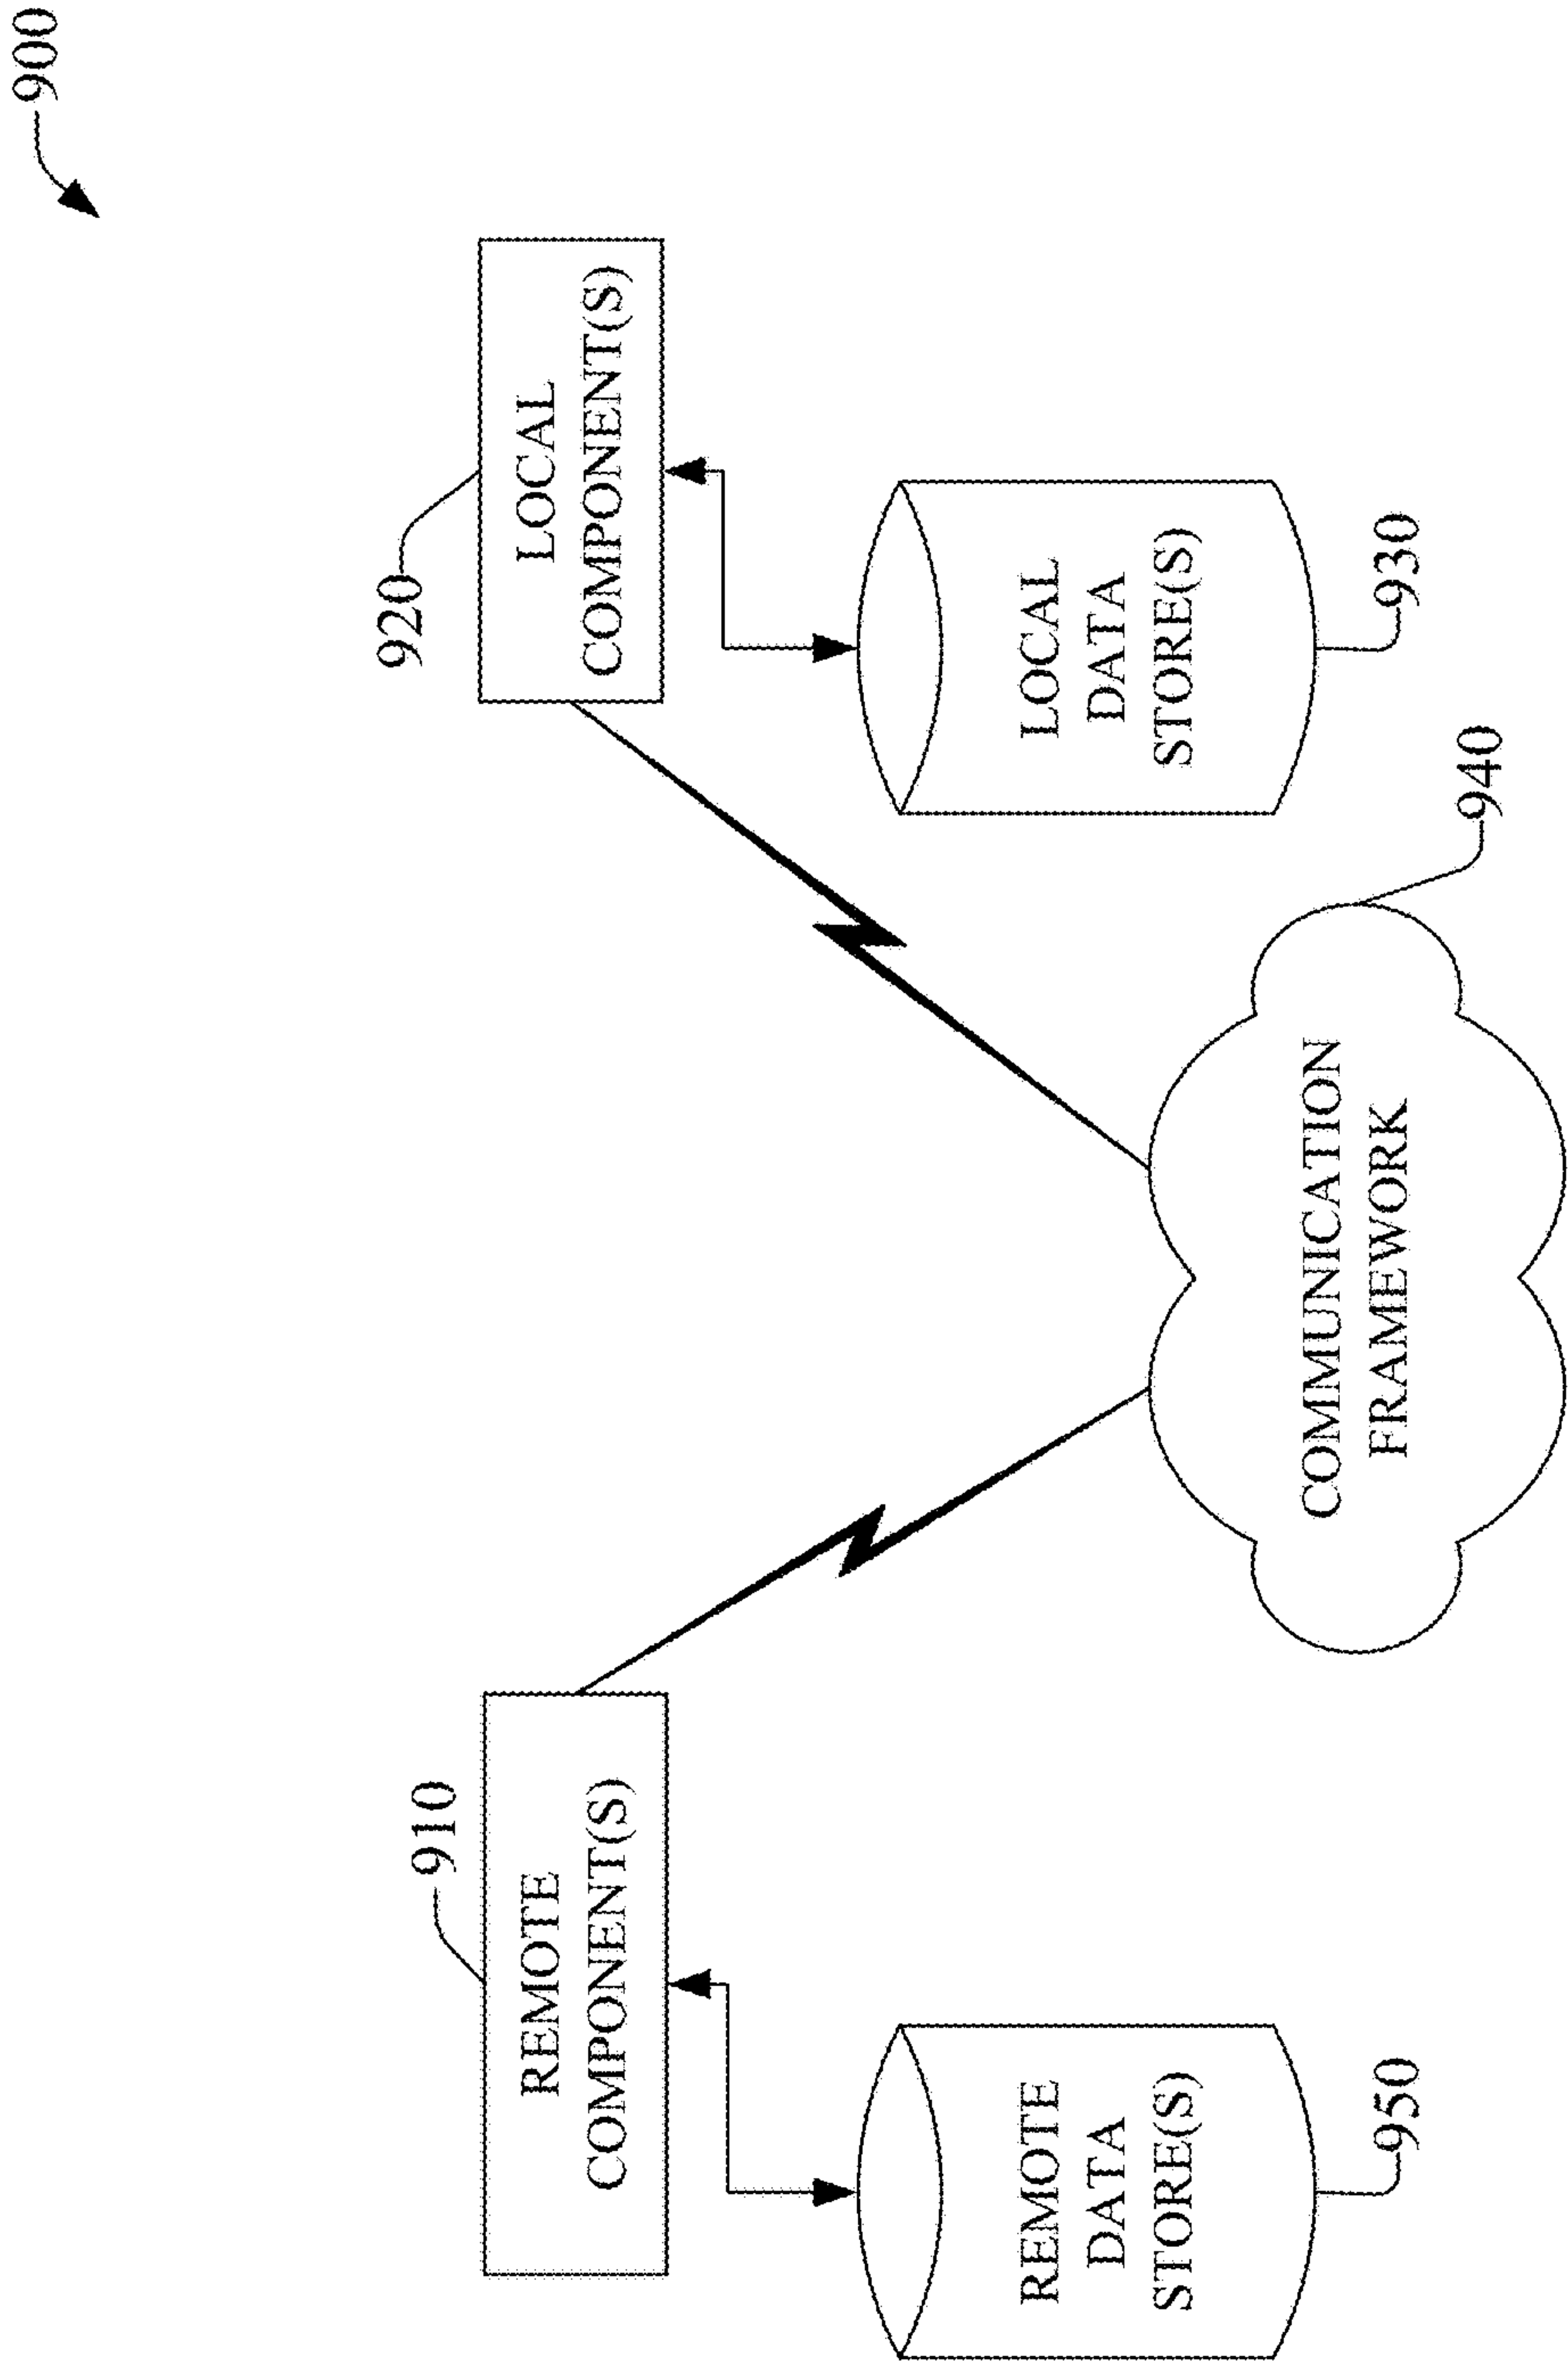 900
910
REMOTE
COMPONENT(S)
920
LOCAL
COMPONENT(S)
REMOTE
DATA
STORE(S)
950
COMMUNICATION
FRAMEWORK
940
LOCAL
DATA
STORE(S)
930